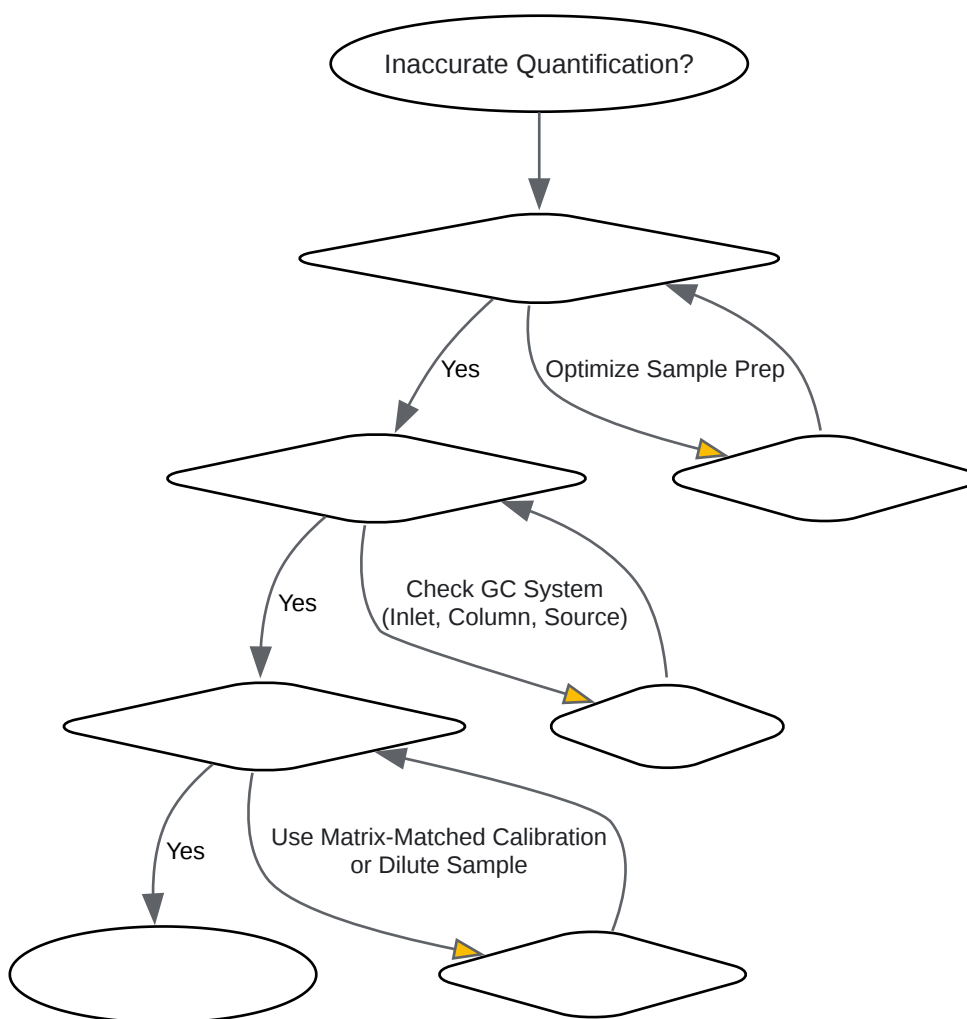 Inaccurate Quantification?
Yes
Optimize Sample Prep
Yes
Check GC System
(Inlet, Column, Source)
Yes
Use Matrix-Matched Calibration
or Dilute Sample